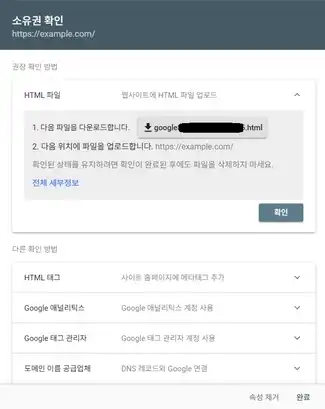 소유권 확인
https://example.com/
권장 확인 방법
HTML 파일 웹사이트에 HTML 파일 업로드
1. 다음 파일을 다운로드합니다. google .html
2. 다음 위치에 파일을 업로드합니다. https://example.com/
확인된 상태를 유지하려면 확인이 완료된 후에도 파일을 삭제하지 마세요.
전체 세부정보
확인
다른 확인 방법
HTML 태그 사이트 홈페이지에 메타태그 추가
Google 애널리틱스 Google 애널리틱스 계정 사용
Google 태그 관리자 Google 태그 관리자 계정 사용
도메인 이름 공급업체 DNS 레코드와 Google 연결
속성 제거 완료